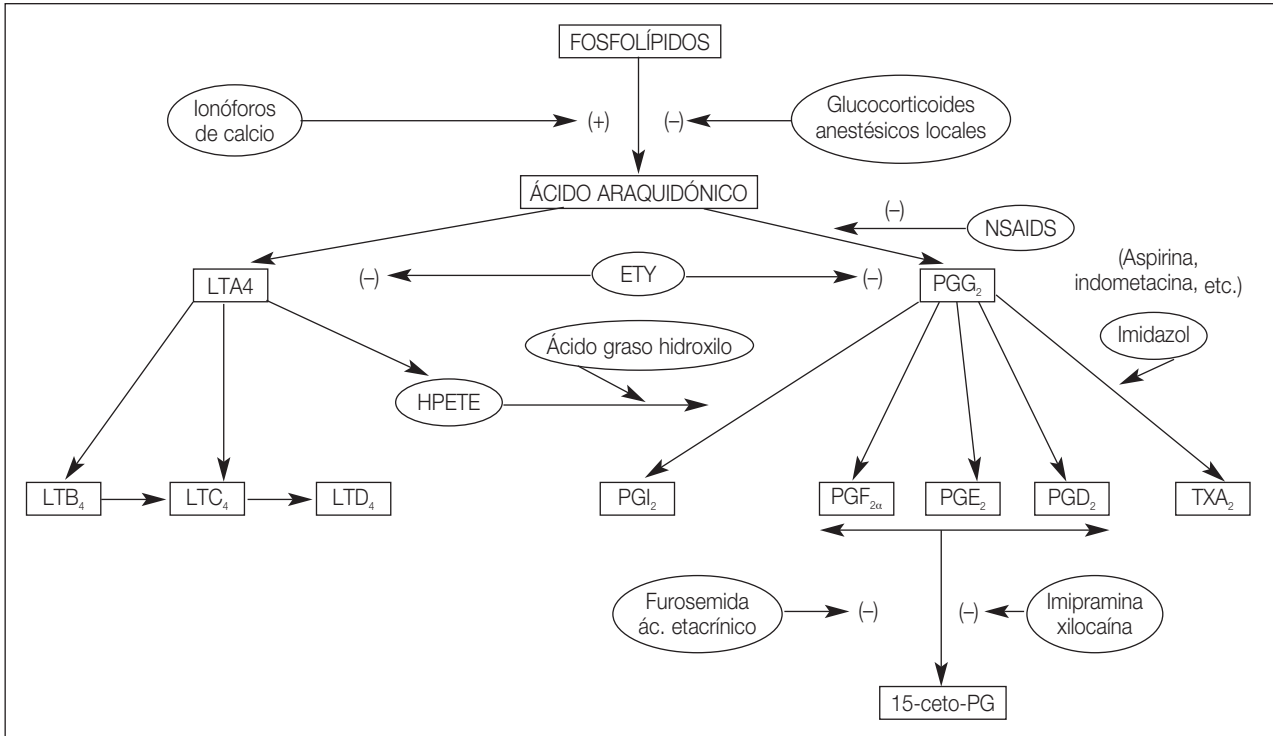 FOSFOLÍPIDOS
Ionóforos
de calcio
(+)
(–)
Glucocorticoides
anestésicos locales
ÁCIDO ARAQUIDÓNICO
(–)
NSAIDS
LTA4
(–)
ETY
(–)
PGG₂
(Aspirina,
indometacina, etc.)
Ácido graso hidroxilo
Imidazol
HPETE
LTB₄
LTC₄
LTD₄
PGI₂
PGF₂α
PGE₂
PGD₂
TXA₂
Furosemida
ác. etacrínico
(–)
(–)
Imipramina
xilocaína
15-ceto-PG